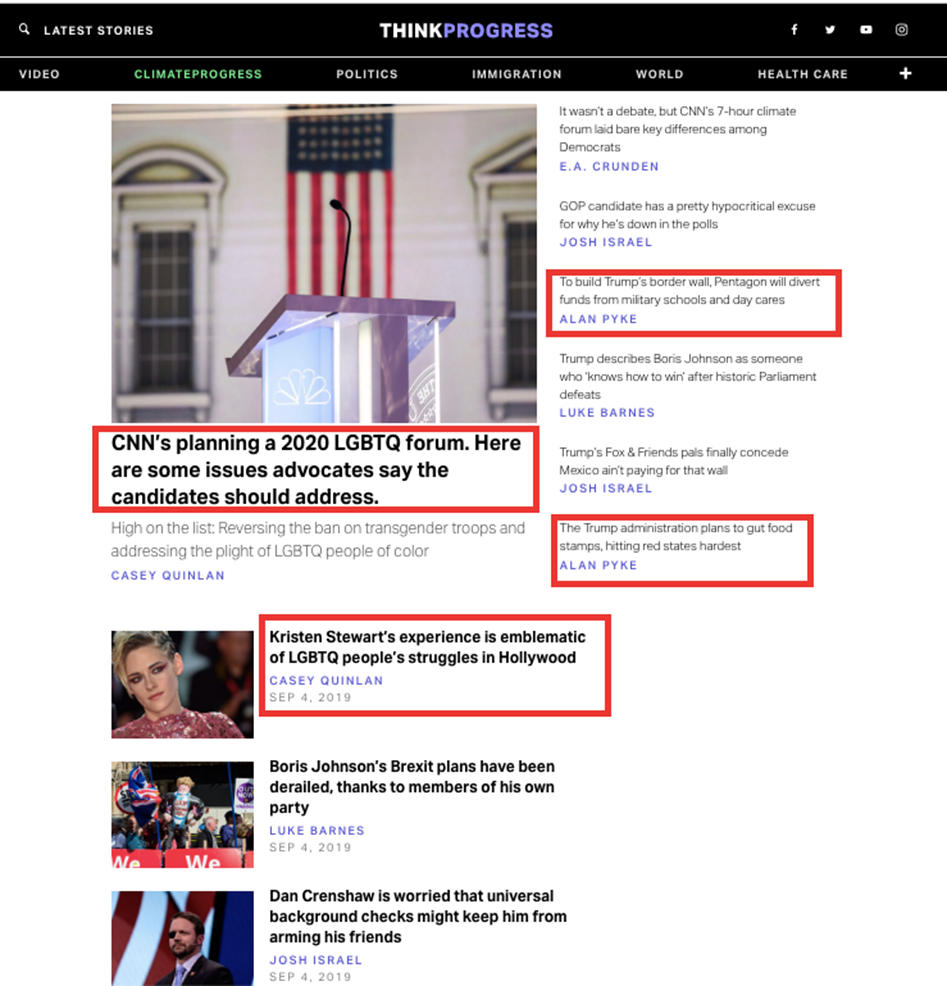 LATEST STORIES
THINKPROGRESS
VIDEO
CLIMATEPROGRESS
POLITICS
IMMIGRATION
WORLD
HEALTH CARE
CNN's planning a 2020 LGBTQ forum. Here
are some issues advocates say the
candidates should address.
High on the list: Reversing the ban on transgender troops and
addressing the plight of LGBTQ people of color
CASEY QUINLAN
It wasn't a debate, but CNN's 7-hour climate
forum laid bare key differences among
Democrats
E.A. CRUNDEN
GOP candidate has a pretty hypocritical excuse
for why he's down in the polls
JOSH ISRAEL
To build Trump's border wall, Pentagon will divert
funds from military schools and day cares
ALAN PYKE
Trump describes Boris Johnson as someone
who 'knows how to win' after historic Parliament
defeats
LUKE BARNES
Trump's Fox & Friends pals finally concede
Mexico ain't paying for that wall
JOSH ISRAEL
The Trump administration plans to gut food
stamps, hitting red states hardest
ALAN PYKE
Kristen Stewart's experience is emblematic
of LGBTQ people's struggles in Hollywood
CASEY QUINLAN
SEP 4, 2019
Boris Johnson's Brexit plans have been
derailed, thanks to members of his own
party
LUKE BARNES
SEP 4, 2019
We
We
Dan Crenshaw is worried that universal
background checks might keep him from
arming his friends
JOSH ISRAEL
SEP 4, 2019